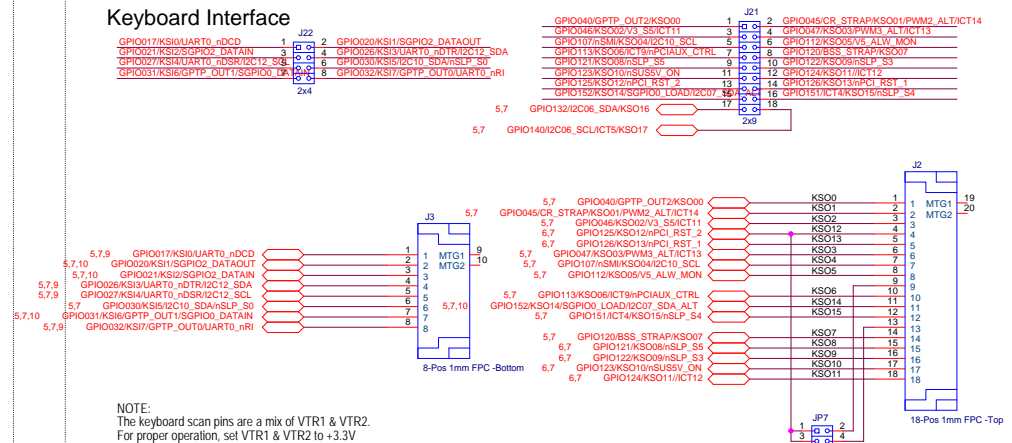 Keyboard Interface
J22
GPIO017/KSI0/UART0_nDCD 1 2 GPIO020/KSI1/SGPIO2_DATAOUT
GPIO021/KSI2/SGPIO2_DATAIN 3 4 GPIO026/KSI3/UART0_nDTR/I2C12_SDA
GPIO027/KSI4/UART0_nDSR/I2C12_SCL 5 6 GPIO030/KSI5/I2C10_SDA/nSLP_S0
GPIO031/KSI6/GPTP_OUT1/SGPIO0_DATAIN 7 8 GPIO032/KSI7/GPTP_OUT0/UART0_nRI
2x4
J21
GPIO040/GPTP_OUT2/KSO00 1 2 GPIO045/CR_STRAP/KSO01/PWM2_ALT/ICT14
GPIO046/KSO02/V3_S5/ICT11 3 4 GPIO047/KSO03/PWM3_ALT/ICT13
GPIO107/nSMI/KSO04/I2C10_SCL 5 6 GPIO112/KSO05/V5_ALW_MON
GPIO113/KSO06/ICT9/nPCIAUX_CTRL 7 8 GPIO120/BSS_STRAP/KSO07
GPIO121/KSO08/nSLP_S5 9 10 GPIO122/KSO09/nSLP_S3
GPIO123/KSO10/nSUS5V_ON 11 12 GPIO124/KSO11//ICT12
GPIO125/KSO12/nPCI_RST_2 13 14 GPIO126/KSO13/nPCI_RST_1
GPIO152/KSO14/SGPIO0_LOAD/I2C07_SDA_ALT 15 16 GPIO151/ICT4/KSO15/nSLP_S4
5,7 GPIO132/I2C06_SDA/KSO16 17 18
2x9
5,7 GPIO140/I2C06_SCL/ICT5/KSO17
J3
5,7,9 GPIO017/KSI0/UART0_nDCD 1 1 MTG1 9
5,7,10 GPIO020/KSI1/SGPIO2_DATAOUT 2 2 MTG2 10
5,7,10 GPIO021/KSI2/SGPIO2_DATAIN 3 3
5,7,9 GPIO026/KSI3/UART0_nDTR/I2C12_SDA 4 4
5,7,9 GPIO027/KSI4/UART0_nDSR/I2C12_SCL 5 5
5,7 GPIO030/KSI5/I2C10_SDA/nSLP_S0 6 6
5,7,10 GPIO031/KSI6/GPTP_OUT1/SGPIO0_DATAIN 7 7
5,7,9 GPIO032/KSI7/GPTP_OUT0/UART0_nRI 8 8
8-Pos 1mm FPC -Bottom
J2
5,7 GPIO040/GPTP_OUT2/KSO00 KSO0 1 1 MTG1 19
5,7 GPIO045/CR_STRAP/KSO01/PWM2_ALT/ICT14 KSO1 2 2 MTG2 20
5,7 GPIO046/KSO02/V3_S5/ICT11 KSO2 3 3
6,7 GPIO125/KSO12/nPCI_RST_2 KSO12 4 4
6,7 GPIO126/KSO13/nPCI_RST_1 KSO13 5 5
5,7 GPIO047/KSO03/PWM3_ALT/ICT13 KSO3 6 6
5,7 GPIO107/nSMI/KSO04/I2C10_SCL KSO4 7 7
5,7 GPIO112/KSO05/V5_ALW_MON KSO5 8 8
9 9
5,7 GPIO113/KSO06/ICT9/nPCIAUX_CTRL KSO6 10 10
5,7,10 GPIO152/KSO14/SGPIO0_LOAD/I2C07_SDA_ALT KSO14 11 11
5,7 GPIO151/ICT4/KSO15/nSLP_S4 KSO15 12 12
13 13
5,7 GPIO120/BSS_STRAP/KSO07 KSO7 14 14
6,7 GPIO121/KSO08/nSLP_S5 KSO8 15 15
6,7 GPIO122/KSO09/nSLP_S3 KSO9 16 16
6,7 GPIO123/KSO10/nSUS5V_ON KSO10 17 17
6,7 GPIO124/KSO11//ICT12 KSO11 18 18
18-Pos 1mm FPC -Top
JP7
1 2
3 4
NOTE:
The keyboard scan pins are a mix of VTR1 & VTR2.
For proper operation, set VTR1 & VTR2 to +3.3V